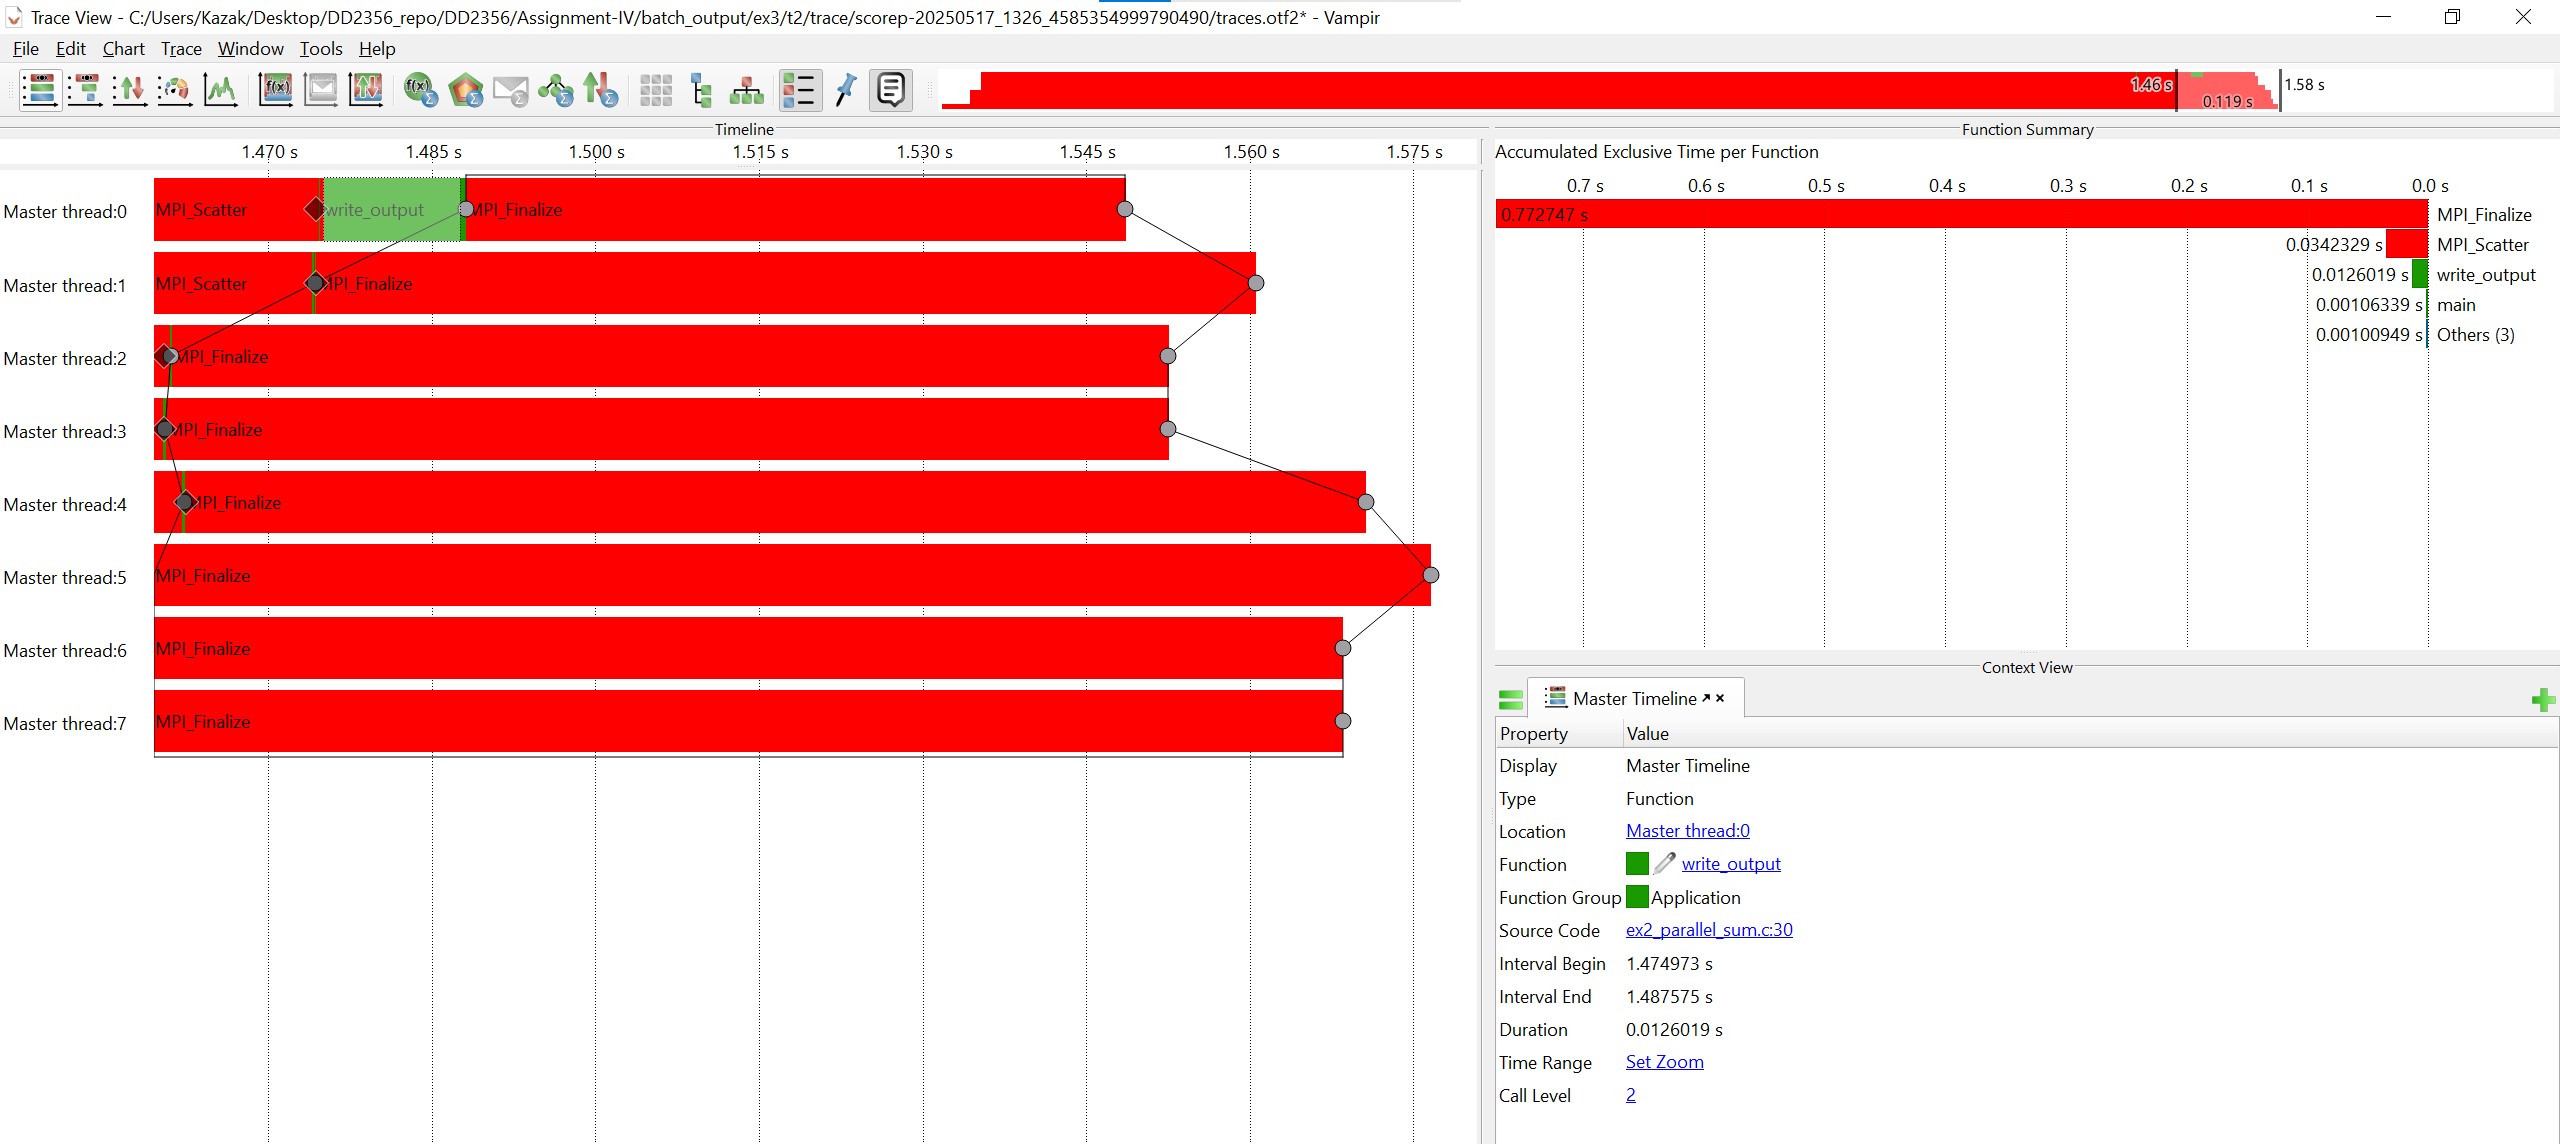 Trace View - C:/Users/Kazak/Desktop/DD2356_repo/DD2356/Assignment-IV/batch_output/ex3/t2/trace/scorep-20250517_1326_4585354999790490/traces.otf2* - Vampir
File Edit Chart Trace Window Tools Help
1.46 s 0.119 s 1.58 s
Timeline
1.470 s 1.485 s 1.500 s 1.515 s 1.530 s 1.545 s 1.560 s 1.575 s
Master thread:0 MPI_Scatter write_output MPI_Finalize
Master thread:1 MPI_Scatter MPI_Finalize
Master thread:2 MPI_Finalize
Master thread:3 MPI_Finalize
Master thread:4 MPI_Finalize
Master thread:5 MPI_Finalize
Master thread:6 MPI_Finalize
Master thread:7 MPI_Finalize
Function Summary
Accumulated Exclusive Time per Function
0.7 s 0.6 s 0.5 s 0.4 s 0.3 s 0.2 s 0.1 s 0.0 s
0.772747 s MPI_Finalize
0.0342329 s MPI_Scatter
0.0126019 s write_output
0.00106339 s main
0.00100949 s Others (3)
Context View
Master Timeline
Property Value
Display Master Timeline
Type Function
Location Master thread:0
Function write_output
Function Group Application
Source Code ex2_parallel_sum.c:30
Interval Begin 1.474973 s
Interval End 1.487575 s
Duration 0.0126019 s
Time Range Set Zoom
Call Level 2